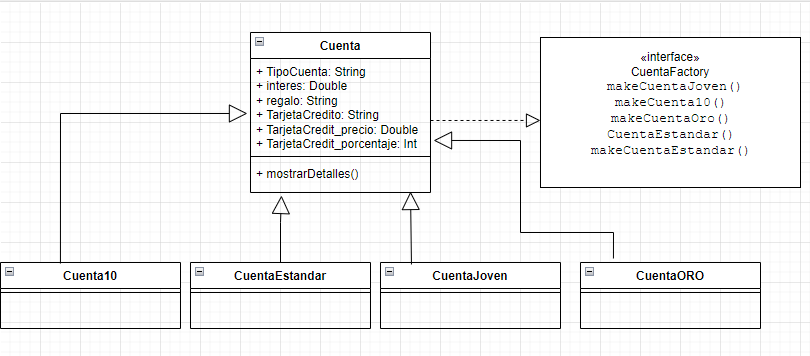 Cuenta
+ TipoCuenta: String
+ interes: Double
+ regalo: String
+ TarjetaCredito: String
+ TarjetaCredit_precio: Double
+ TarjetaCredit_porcentaje: Int
+ mostrarDetalles()
«interface»
CuentaFactory
makeCuentaJoven()
makeCuenta10()
makeCuentaOro()
CuentaEstandar()
makeCuentaEstandar()
Cuenta10
CuentaEstandar
CuentaJoven
CuentaORO